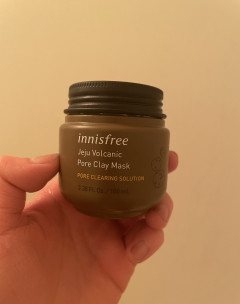 innisfree
Jeju Volcanic
Pore Clay Mask
PORE CLEARING SOLUTION